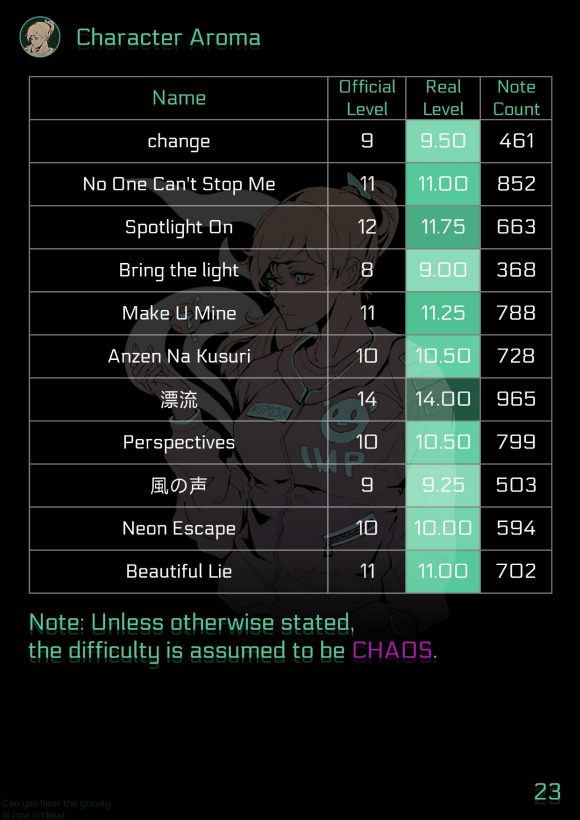 Character Aroma
Name Official Level Real Level Note Count
change 9 9.50 461
No One Can't Stop Me 11 11.00 852
Spotlight On 12 11.75 663
Bring the light 8 9.00 368
Make U Mine 11 11.25 788
Anzen Na Kusuri 10 10.50 728
漂流 14 14.00 965
Perspectives 10 10.50 799
風の声 9 9.25 503
Neon Escape 10 10.00 594
Beautiful Lie 11 11.00 702
NOPOSA
IMP
Note: Unless otherwise stated,
the difficulty is assumed to be CHAOS.
23
Can you hear the gravity
is now on beat